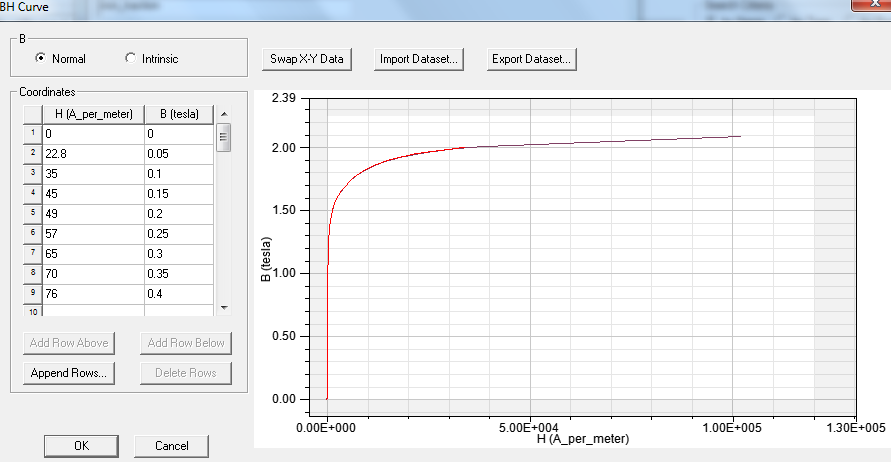 BH Curve
B
Normal
Intrinsic
Swap X-Y Data
Import Dataset...
Export Dataset...
Coordinates
H (A_per_meter) B (tesla)
1 0 0
2 22.8 0.05
3 35 0.1
4 45 0.15
5 49 0.2
6 57 0.25
7 65 0.3
8 70 0.35
9 76 0.4
10
Add Row Above
Add Row Below
Append Rows...
Delete Rows
OK
Cancel
2.39
2.00
1.50
1.00
0.50
0.00
B (tesla)
0.00E+000
5.00E+004
1.00E+005
1.30E+005
H (A_per_meter)